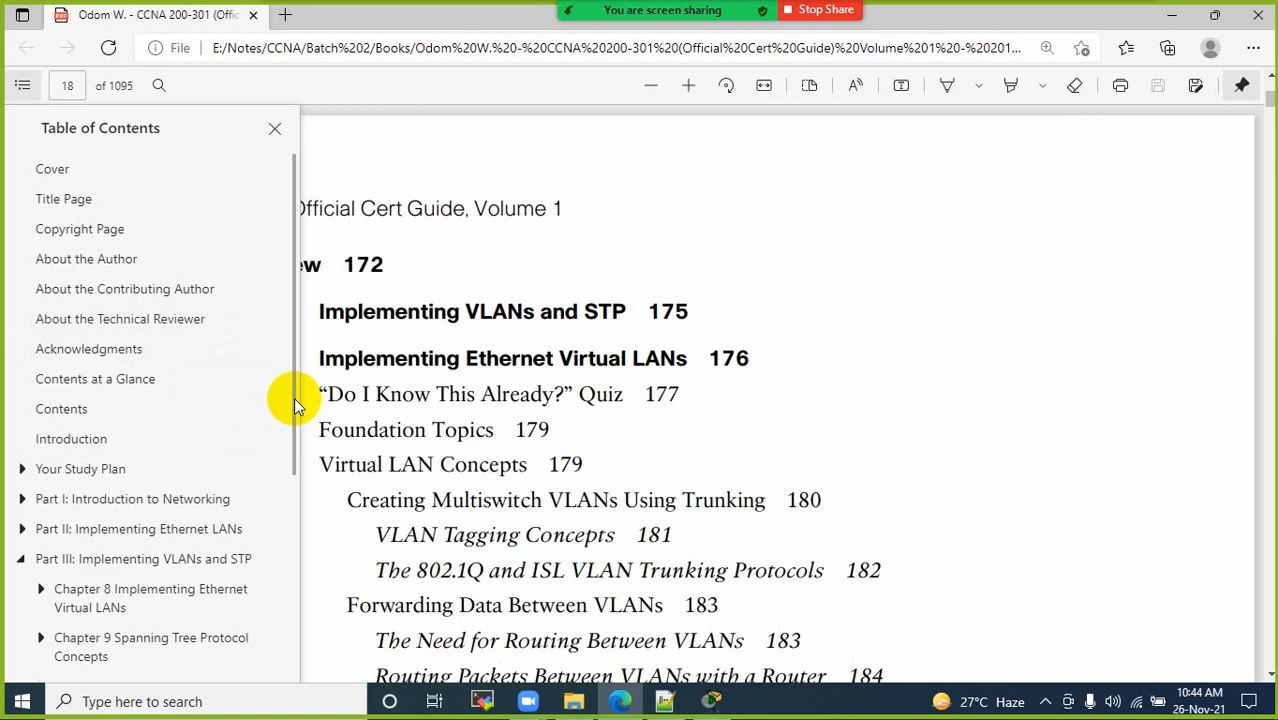 Odom W. - CCNA 200-301 (Offic
You are screen sharing
Stop Share
File
E:/Notes/CCNA/Batch%202/Books/Odom%20W.%20-%20CCNA%20200-301%20(Official%20Cert%20Guide)%20Volume%201%20-%20201...
18 of 1095
Table of Contents
Cover
Title Page
Copyright Page
About the Author
About the Contributing Author
About the Technical Reviewer
Acknowledgments
Contents at a Glance
Contents
Introduction
Your Study Plan
Part I: Introduction to Networking
Part II: Implementing Ethernet LANs
Part III: Implementing VLANs and STP
Chapter 8 Implementing Ethernet
Virtual LANs
Chapter 9 Spanning Tree Protocol
Concepts
Official Cert Guide, Volume 1
ew 172
Implementing VLANs and STP 175
Implementing Ethernet Virtual LANs 176
“Do I Know This Already?” Quiz 177
Foundation Topics 179
Virtual LAN Concepts 179
Creating Multiswitch VLANs Using Trunking 180
VLAN Tagging Concepts 181
The 802.1Q and ISL VLAN Trunking Protocols 182
Forwarding Data Between VLANs 183
The Need for Routing Between VLANs 183
Routing Packets Between VLANs with a Router 184
Type here to search
27°C Haze
10:44 AM
26-Nov-21